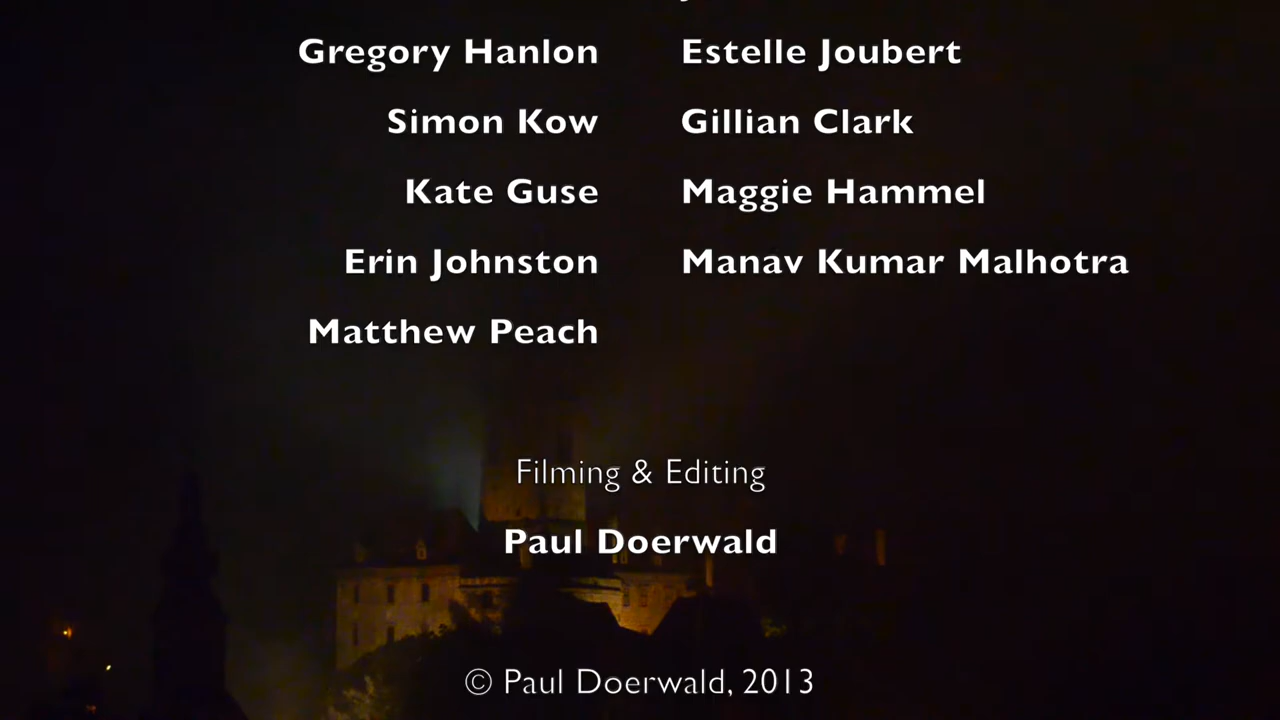 Gregory Hanlon Estelle Joubert
Simon Kow Gillian Clark
Kate Guse Maggie Hammel
Erin Johnston Manav Kumar Malhotra
Matthew Peach
Filming & Editing
Paul Doerwald
© Paul Doerwald, 2013